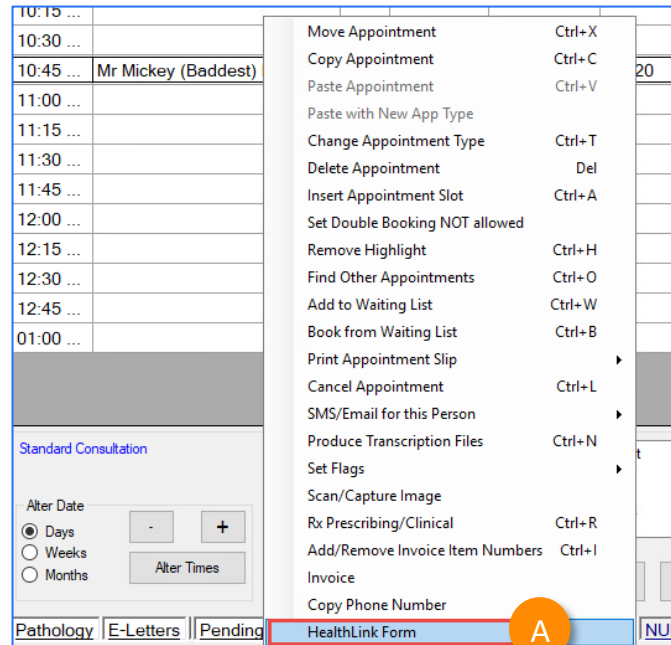 10:15 ...
10:30 ...
10:45 ... Mr Mickey (Baddest) 20
11:00 ...
11:15 ...
11:30 ...
11:45 ...
12:00 ...
12:15 ...
12:30 ...
12:45 ...
01:00 ...
Move Appointment Ctrl+X
Copy Appointment Ctrl+C
Paste Appointment Ctrl+V
Paste with New App Type
Change Appointment Type Ctrl+T
Delete Appointment Del
Insert Appointment Slot Ctrl+A
Set Double Booking NOT allowed
Remove Highlight Ctrl+H
Find Other Appointments Ctrl+O
Add to Waiting List Ctrl+W
Book from Waiting List Ctrl+B
Print Appointment Slip
Cancel Appointment Ctrl+L
SMS/Email for this Person
Produce Transcription Files Ctrl+N
Set Flags
Scan/Capture Image
Rx Prescribing/Clinical Ctrl+R
Add/Remove Invoice Item Numbers Ctrl+I
Invoice
Copy Phone Number
HealthLink Form A
Standard Consultation
t
Alter Date
Days - +
Weeks
Months Alter Times
Pathology E-Letters Pending NU